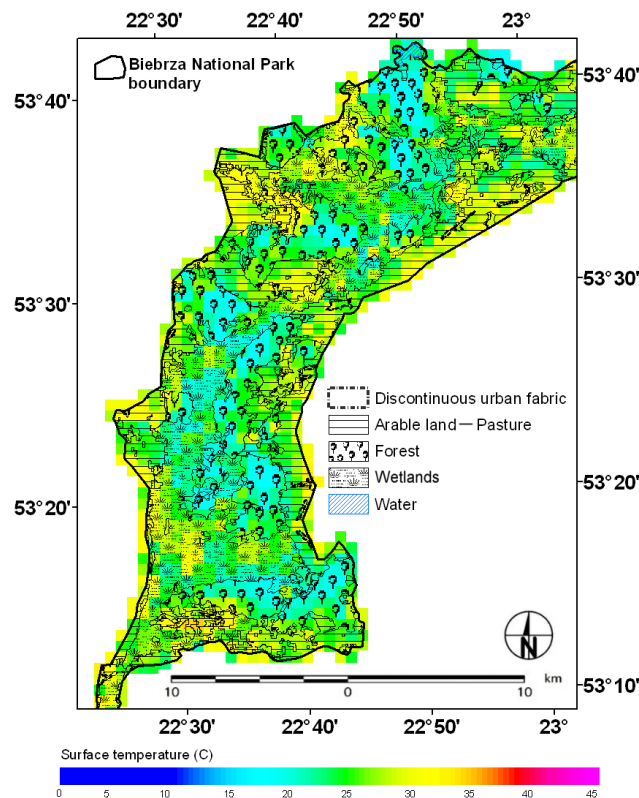 22°30' 22°40' 22°50' 23°
Biebrza National Park
boundary
53°40'
53°40'
53°30'
53°30'
Discontinuous urban fabric
Arable land — Pasture
Forest
Wetlands
Water
53°20'
53°20'
N
10 0 10 km
53°10'
22°30' 22°40' 22°50' 23°
Surface temperature (C)
0 5 10 15 20 25 30 35 40 45